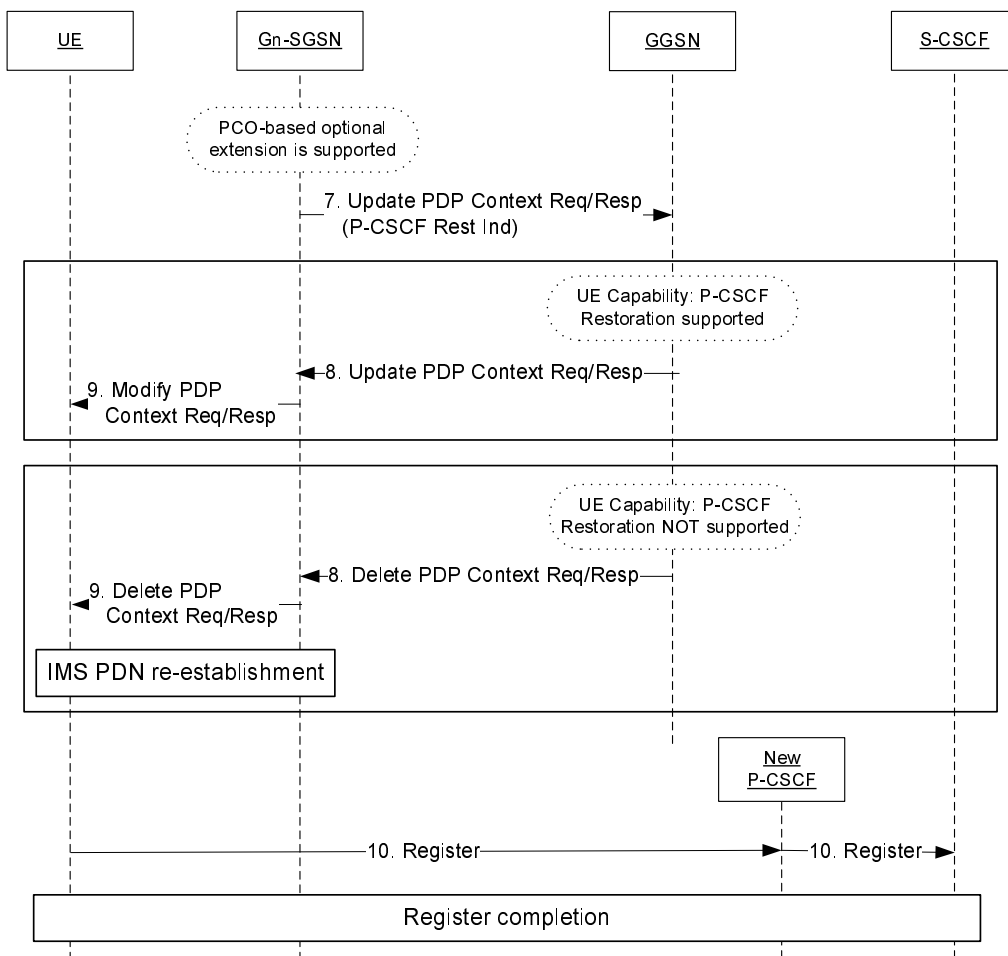 UE
Gn-SGSN
GGSN
S-CSCF
PCO-based optional
extension is supported
7. Update PDP Context Req/Resp
(P-CSCF Rest Ind)
UE Capability: P-CSCF
Restoration supported
8. Update PDP Context Req/Resp
9. Modify PDP
Context Req/Resp
UE Capability: P-CSCF
Restoration NOT supported
8. Delete PDP Context Req/Resp
9. Delete PDP
Context Req/Resp
IMS PDN re-establishment
New
P-CSCF
10. Register
10. Register
Register completion